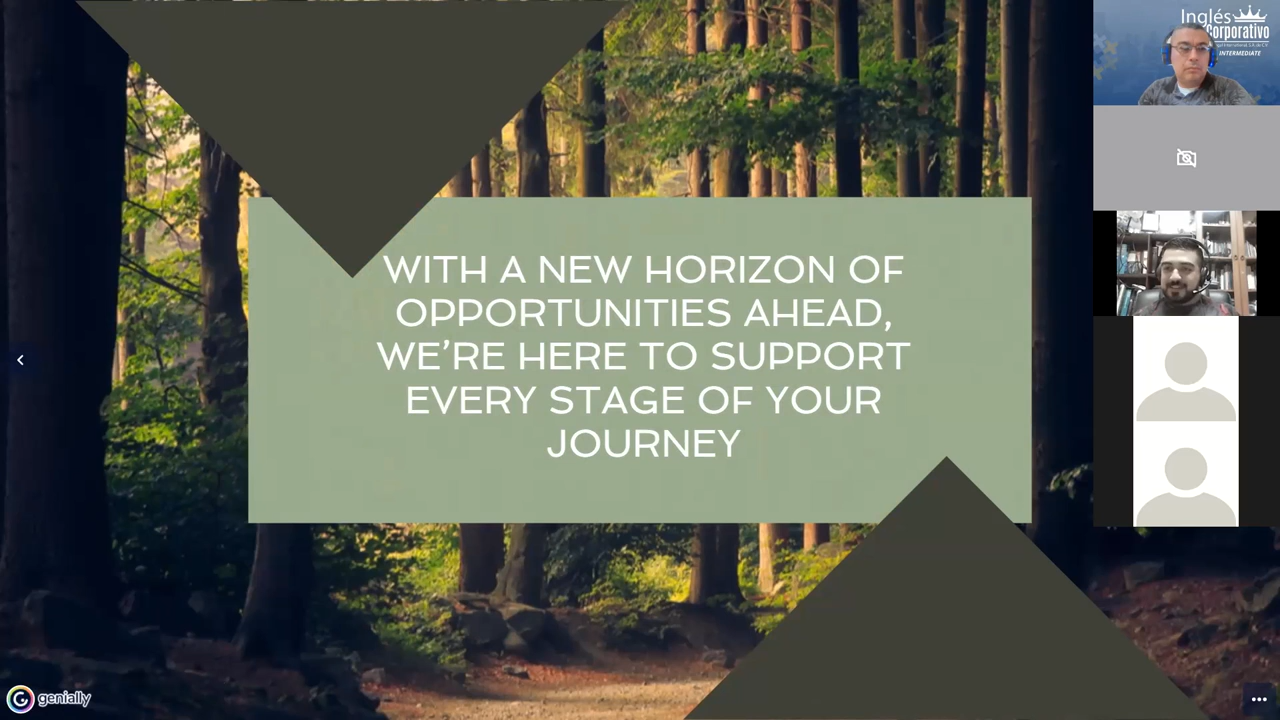 WITH A NEW HORIZON OF
OPPORTUNITIES AHEAD,
WE’RE HERE TO SUPPORT
EVERY STAGE OF YOUR
JOURNEY
Inglés
Corporativo
INTERMEDIATE
genially